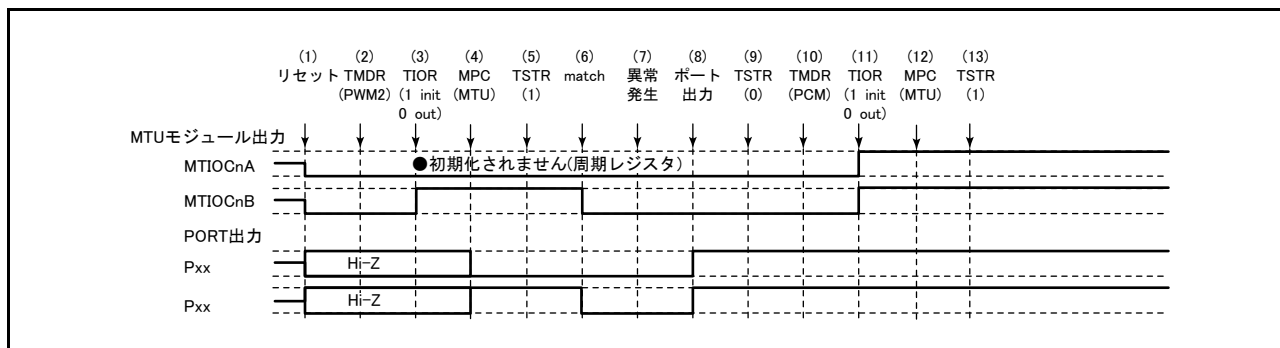 (1) (2) (3) (4) (5) (6) (7) (8) (9) (10) (11) (12) (13)
リセット TMDR TIOR MPC TSTR match 異常 ポート TSTR TMDR TIOR MPC TSTR
(PWM2) (1 init (MTU) (1) 発生 出力 (0) (PCM) (1 init (MTU) (1)
0 out) 0 out)
MTUモジュール出力
MTIOCnA ●初期化されません(周期レジスタ)
MTIOCnB
PORT出力
Pxx Hi-Z
Pxx Hi-Z